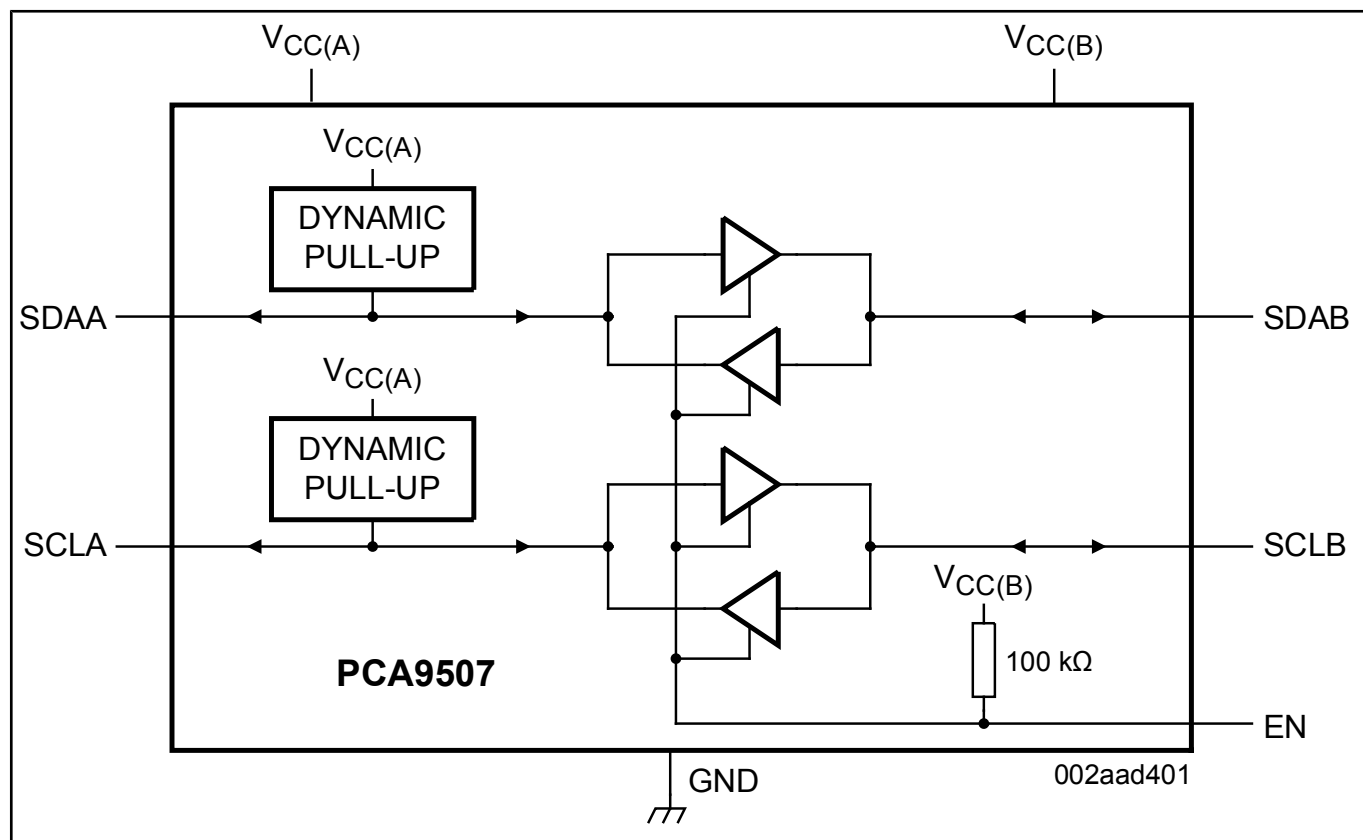 VCC(A)
VCC(B)
VCC(A)
DYNAMIC
PULL-UP
SDAA
SDAB
VCC(A)
DYNAMIC
PULL-UP
SCLA
SCLB
VCC(B)
100 kΩ
PCA9507
EN
GND
002aad401